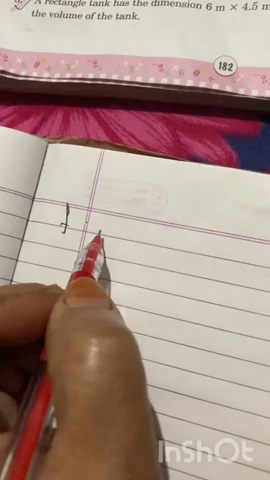 A rectangle tank has the dimension 6 m × 4.5 m
the volume of the tank.
182
InShOt